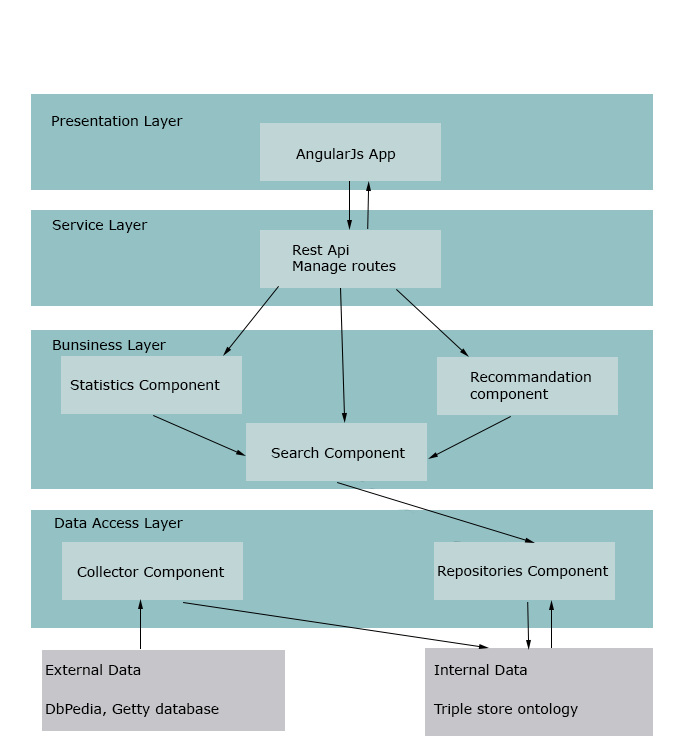 Presentation Layer
AngularJs App
Service Layer
Rest Api
Manage routes
Bunsiness Layer
Statistics Component
Recommandation
component
Search Component
Data Access Layer
Collector Component
Repositories Component
External Data
DbPedia, Getty database
Internal Data
Triple store ontology